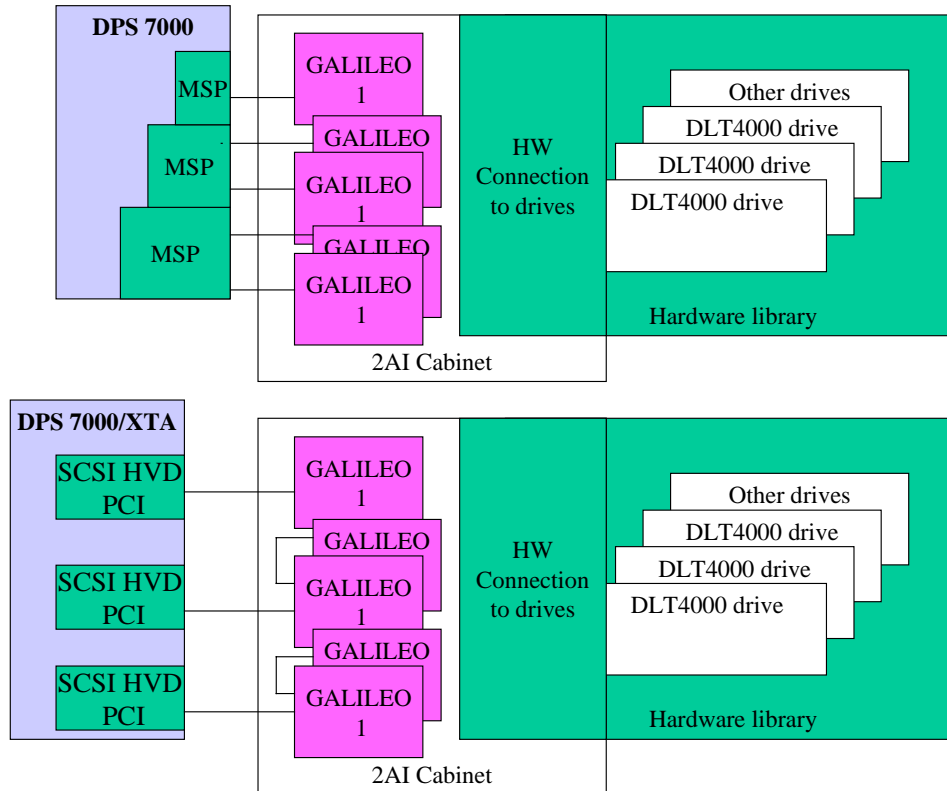 DPS 7000
MSP
MSP
MSP
GALILEO
1
GALILEO
GALILEO
1
GALILEO
GALILEO
1
2AI Cabinet
HW
Connection
to drives
Other drives
DLT4000 drive
DLT4000 drive
DLT4000 drive
Hardware library
DPS 7000/XTA
SCSI HVD
PCI
SCSI HVD
PCI
SCSI HVD
PCI
GALILEO
1
GALILEO
GALILEO
1
GALILEO
GALILEO
1
2AI Cabinet
HW
Connection
to drives
Other drives
DLT4000 drive
DLT4000 drive
DLT4000 drive
Hardware library